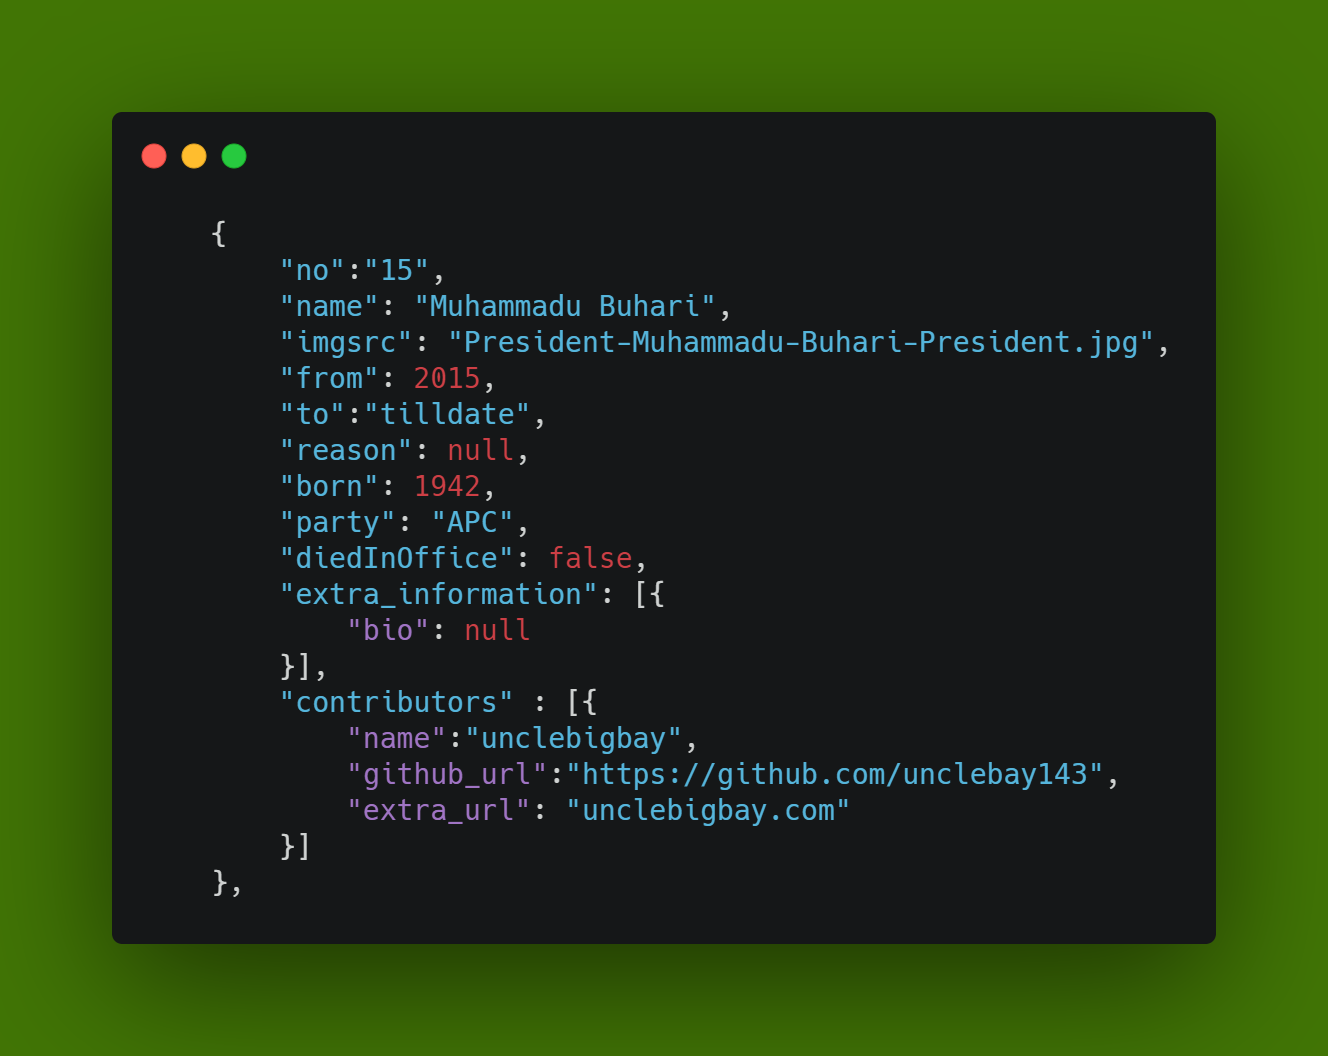 {
"no":"15",
"name": "Muhammadu Buhari",
"imgsrc": "President-Muhammadu-Buhari-President.jpg",
"from": 2015,
"to":"tilldate",
"reason": null,
"born": 1942,
"party": "APC",
"diedInOffice": false,
"extra_information": [{
"bio": null
}],
"contributors" : [{
"name":"unclebigbay",
"github_url":"https://github.com/unclebay143",
"extra_url": "unclebigbay.com"
}]
},